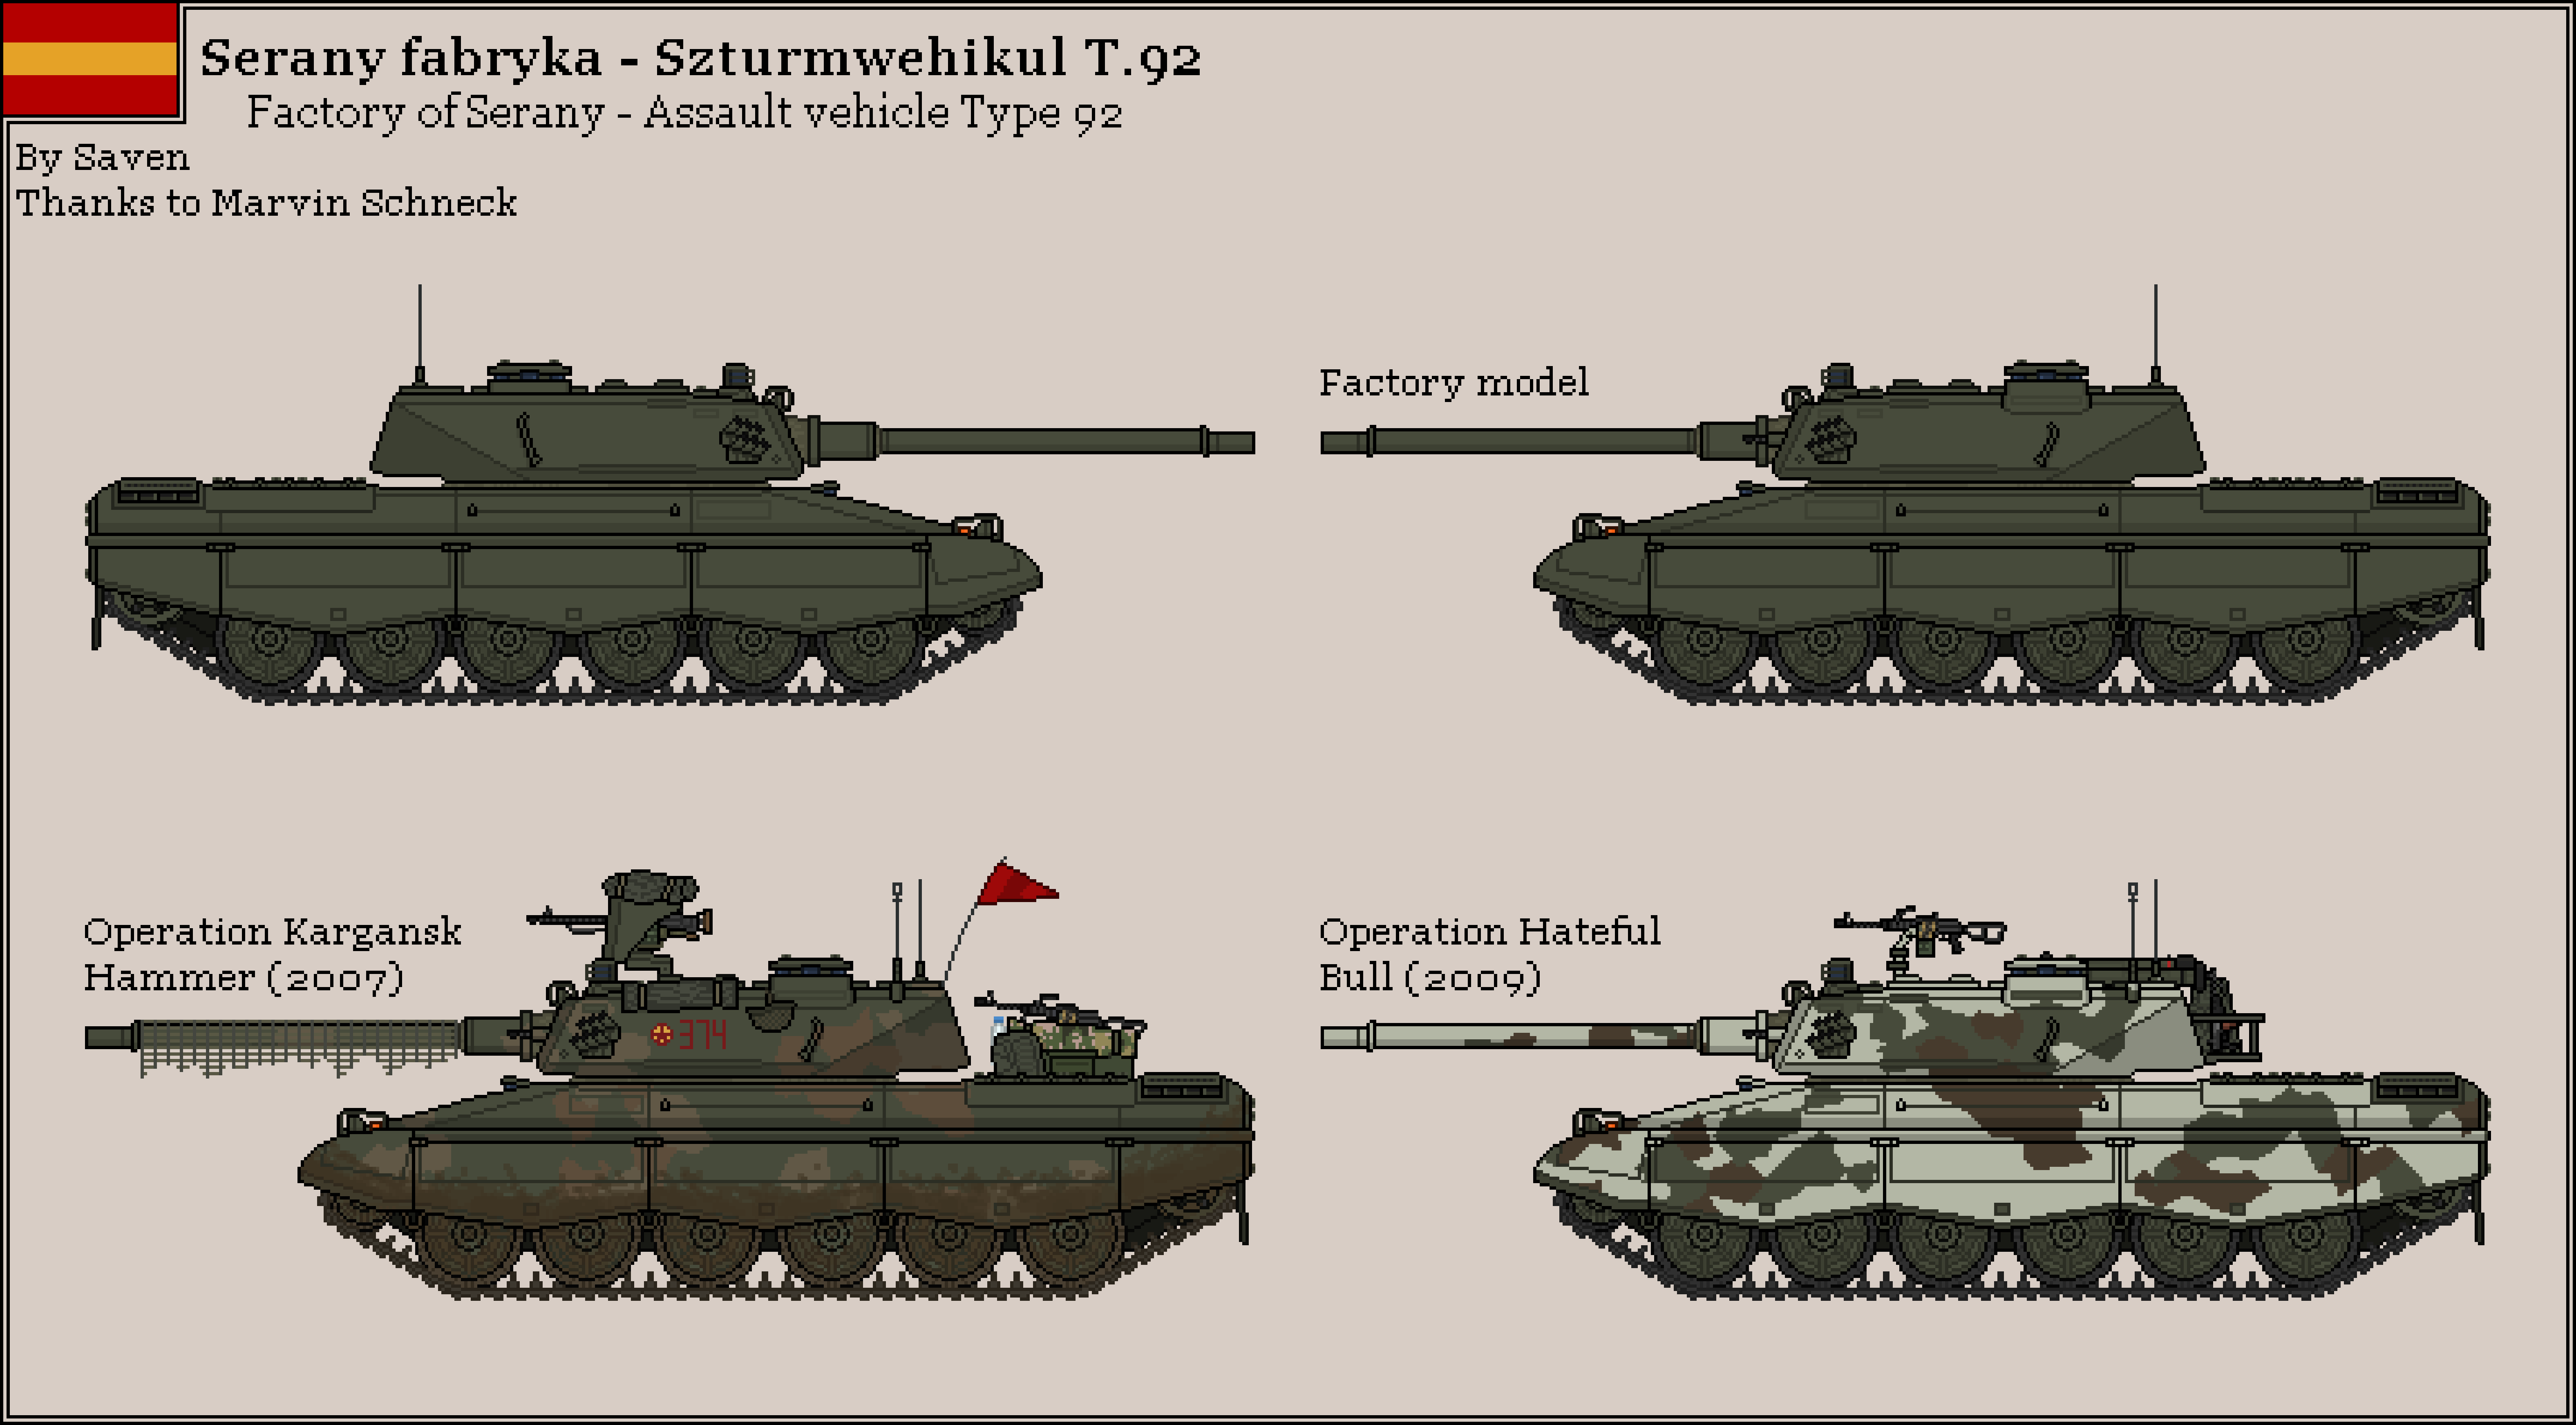 Serany fabryka - Szturmwehikul T.92
Factory of Serany - Assault vehicle Type 92
By Saven
Thanks to Marvin Schneck
Factory model
Operation Kargansk
Hammer (2007)
374
Operation Hateful
Bull (2009)